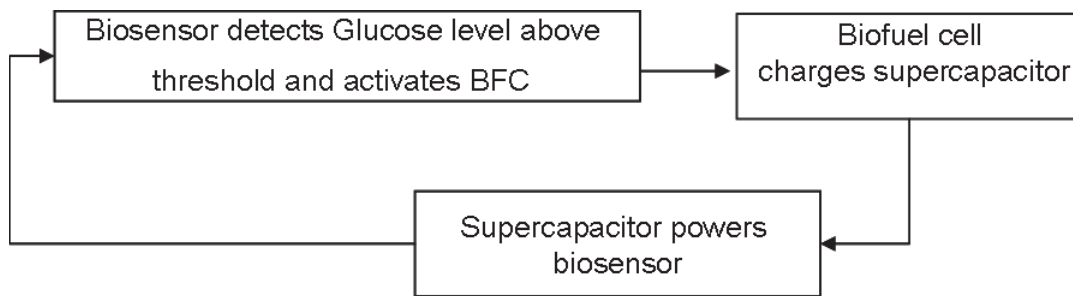 Biosensor detects Glucose level above
threshold and activates BFC
Biofuel cell
charges supercapacitor
Supercapacitor powers
biosensor